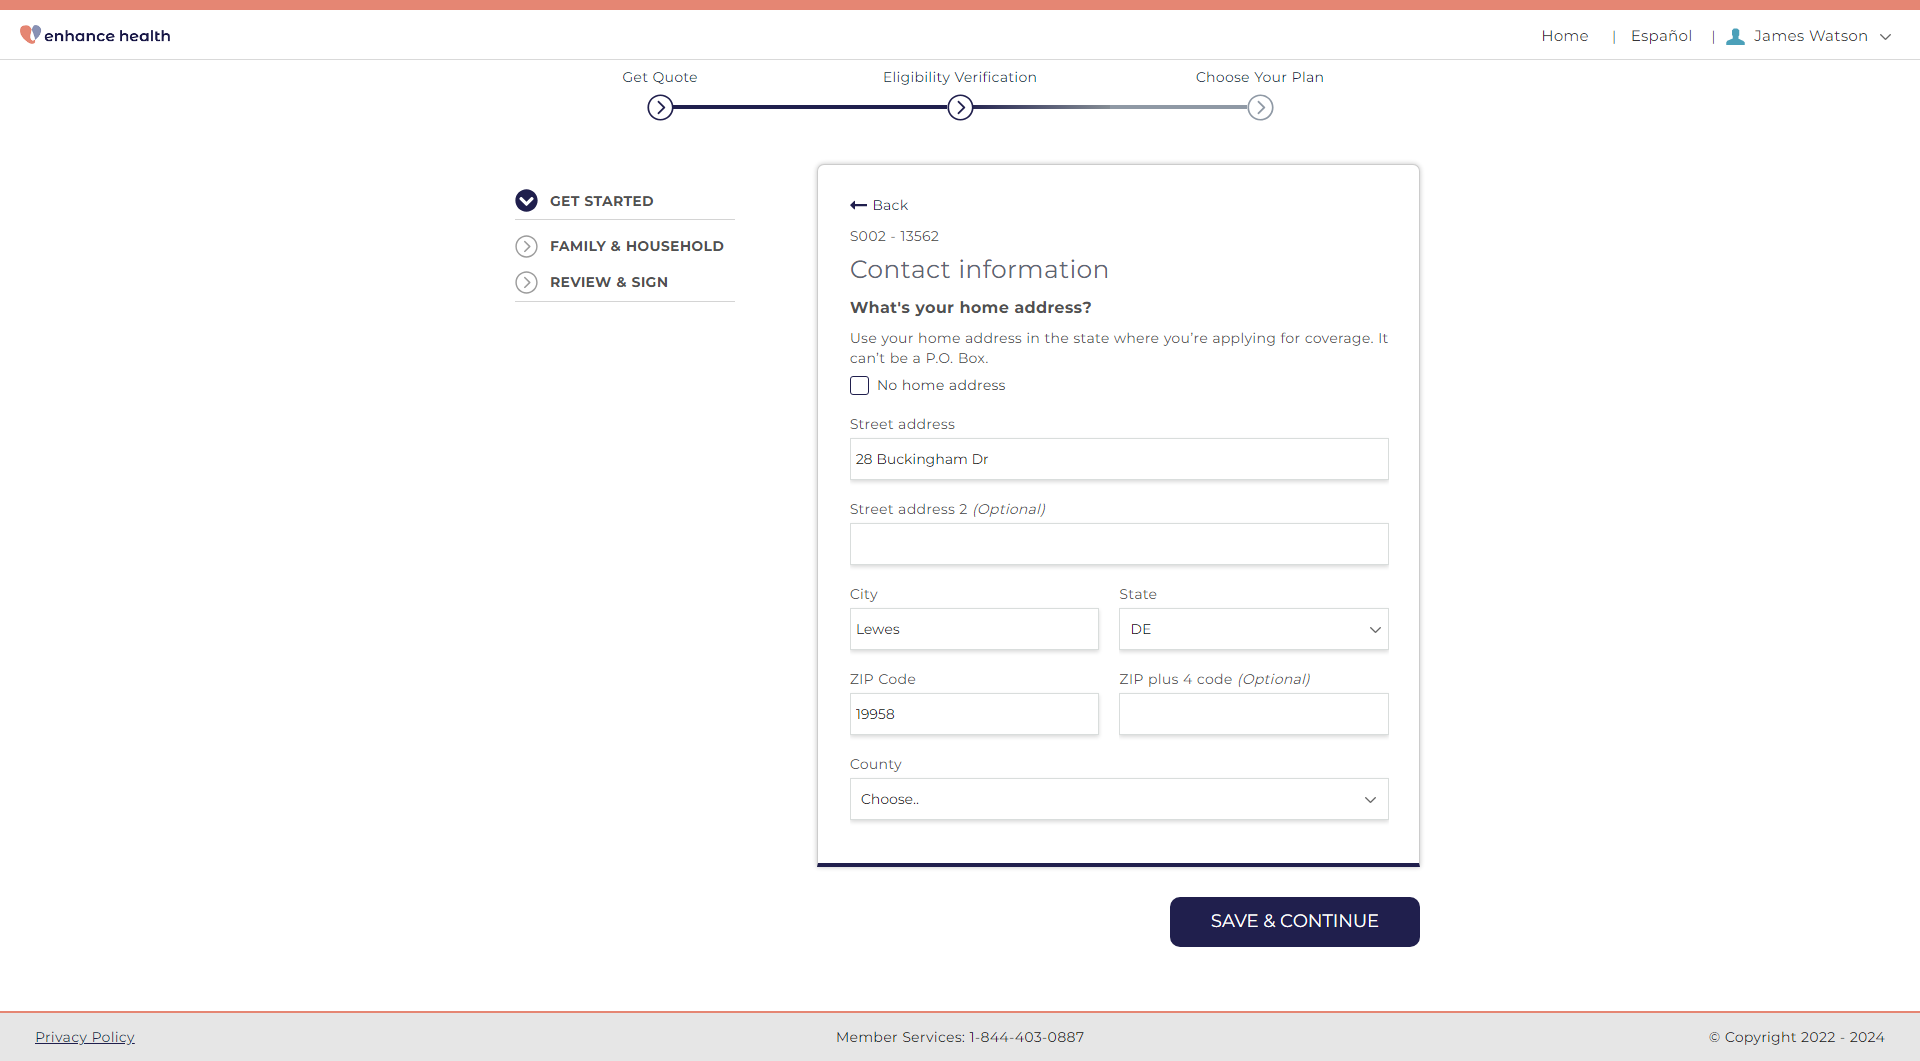 enhance health
Home | Español | James Watson
Get Quote
Eligibility Verification
Choose Your Plan
GET STARTED
FAMILY & HOUSEHOLD
REVIEW & SIGN
Back
S002 - 13562
Contact information
What's your home address?
Use your home address in the state where you’re applying for coverage. It
can’t be a P.O. Box.
No home address
Street address
28 Buckingham Dr
Street address 2 (Optional)
City
Lewes
State
DE
ZIP Code
19958
ZIP plus 4 code (Optional)
County
Choose..
SAVE & CONTINUE
Privacy Policy
Member Services: 1-844-403-0887
© Copyright 2022 - 2024